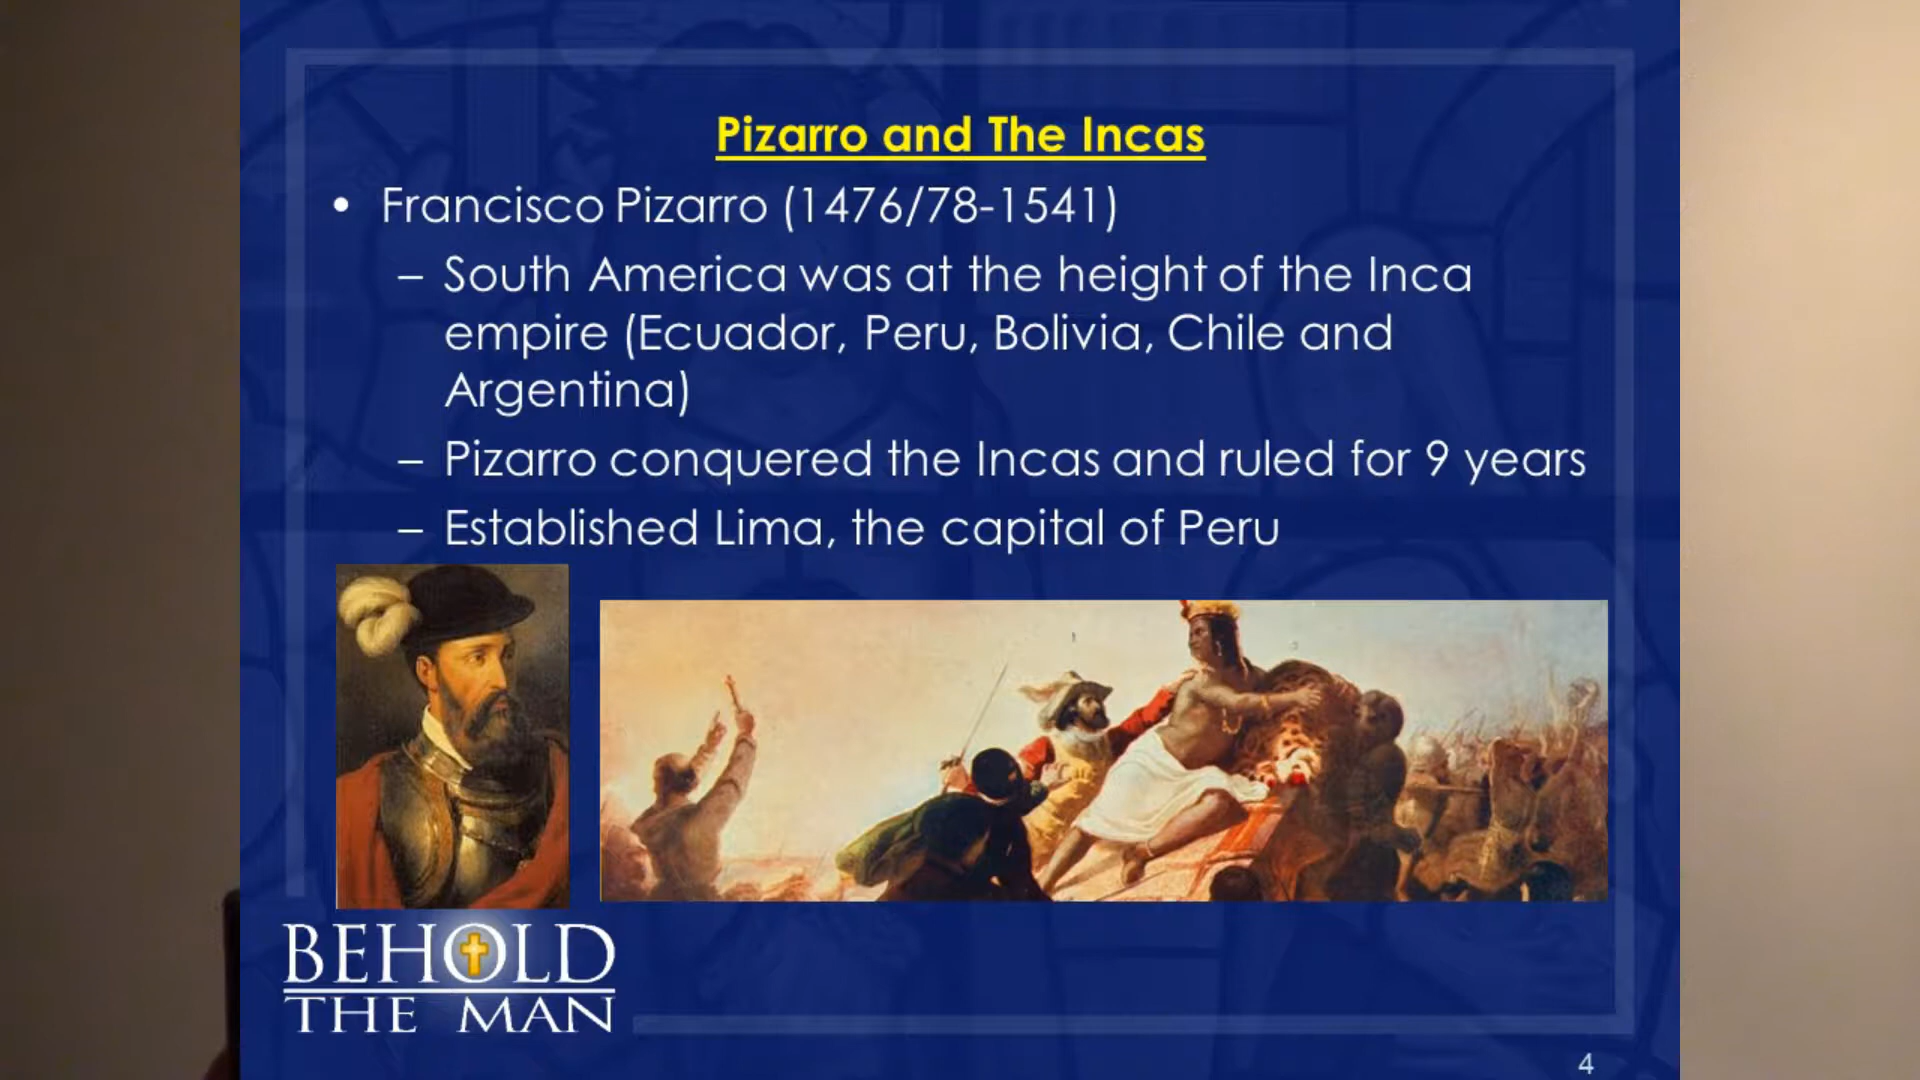 Pizarro and The Incas
• Francisco Pizarro (1476/78-1541)
– South America was at the height of the Inca
empire (Ecuador, Peru, Bolivia, Chile and
Argentina)
– Pizarro conquered the Incas and ruled for 9 years
– Established Lima, the capital of Peru
BEHOLD
THE MAN
4